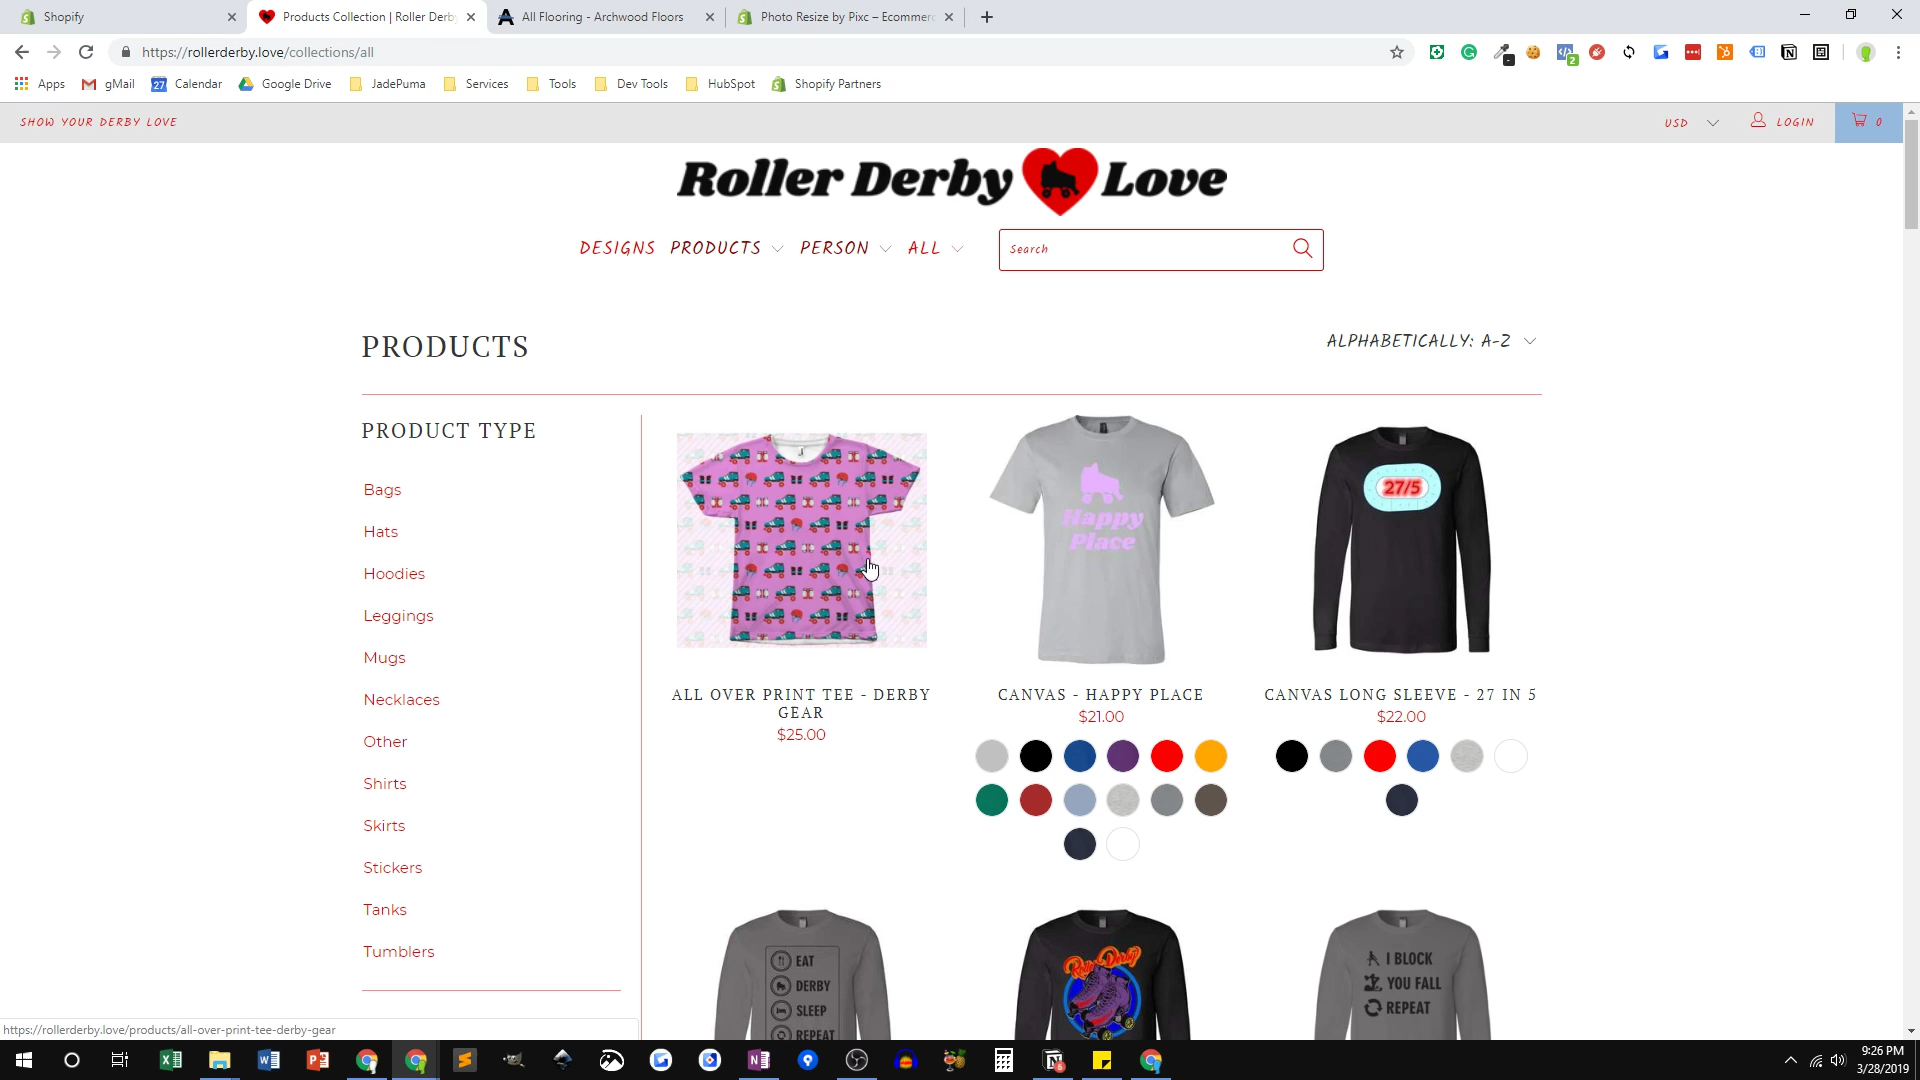 Shopify
Products Collection | Roller Derby
All Flooring - Archwood Floors
Photo Resize by Pixc – Ecommerc
https://rollerderby.love/collections/all
Apps
gMail
Calendar
Google Drive
JadePuma
Services
Tools
Dev Tools
HubSpot
Shopify Partners
SHOW YOUR DERBY LOVE
USD
LOGIN
0
Roller Derby Love
DESIGNS PRODUCTS PERSON ALL
Search
PRODUCTS
ALPHABETICALLY: A-Z
PRODUCT TYPE
Bags
Hats
Hoodies
Leggings
Mugs
Necklaces
Other
Shirts
Skirts
Stickers
Tanks
Tumblers
ALL OVER PRINT TEE - DERBY
GEAR
$25.00
Happy
Place
CANVAS - HAPPY PLACE
$21.00
27/5
CANVAS LONG SLEEVE - 27 IN 5
$22.00
EAT
DERBY
SLEEP
REPEAT
Roller Derby
I BLOCK
YOU FALL
REPEAT
https://rollerderby.love/products/all-over-print-tee-derby-gear
9:26 PM
3/28/2019